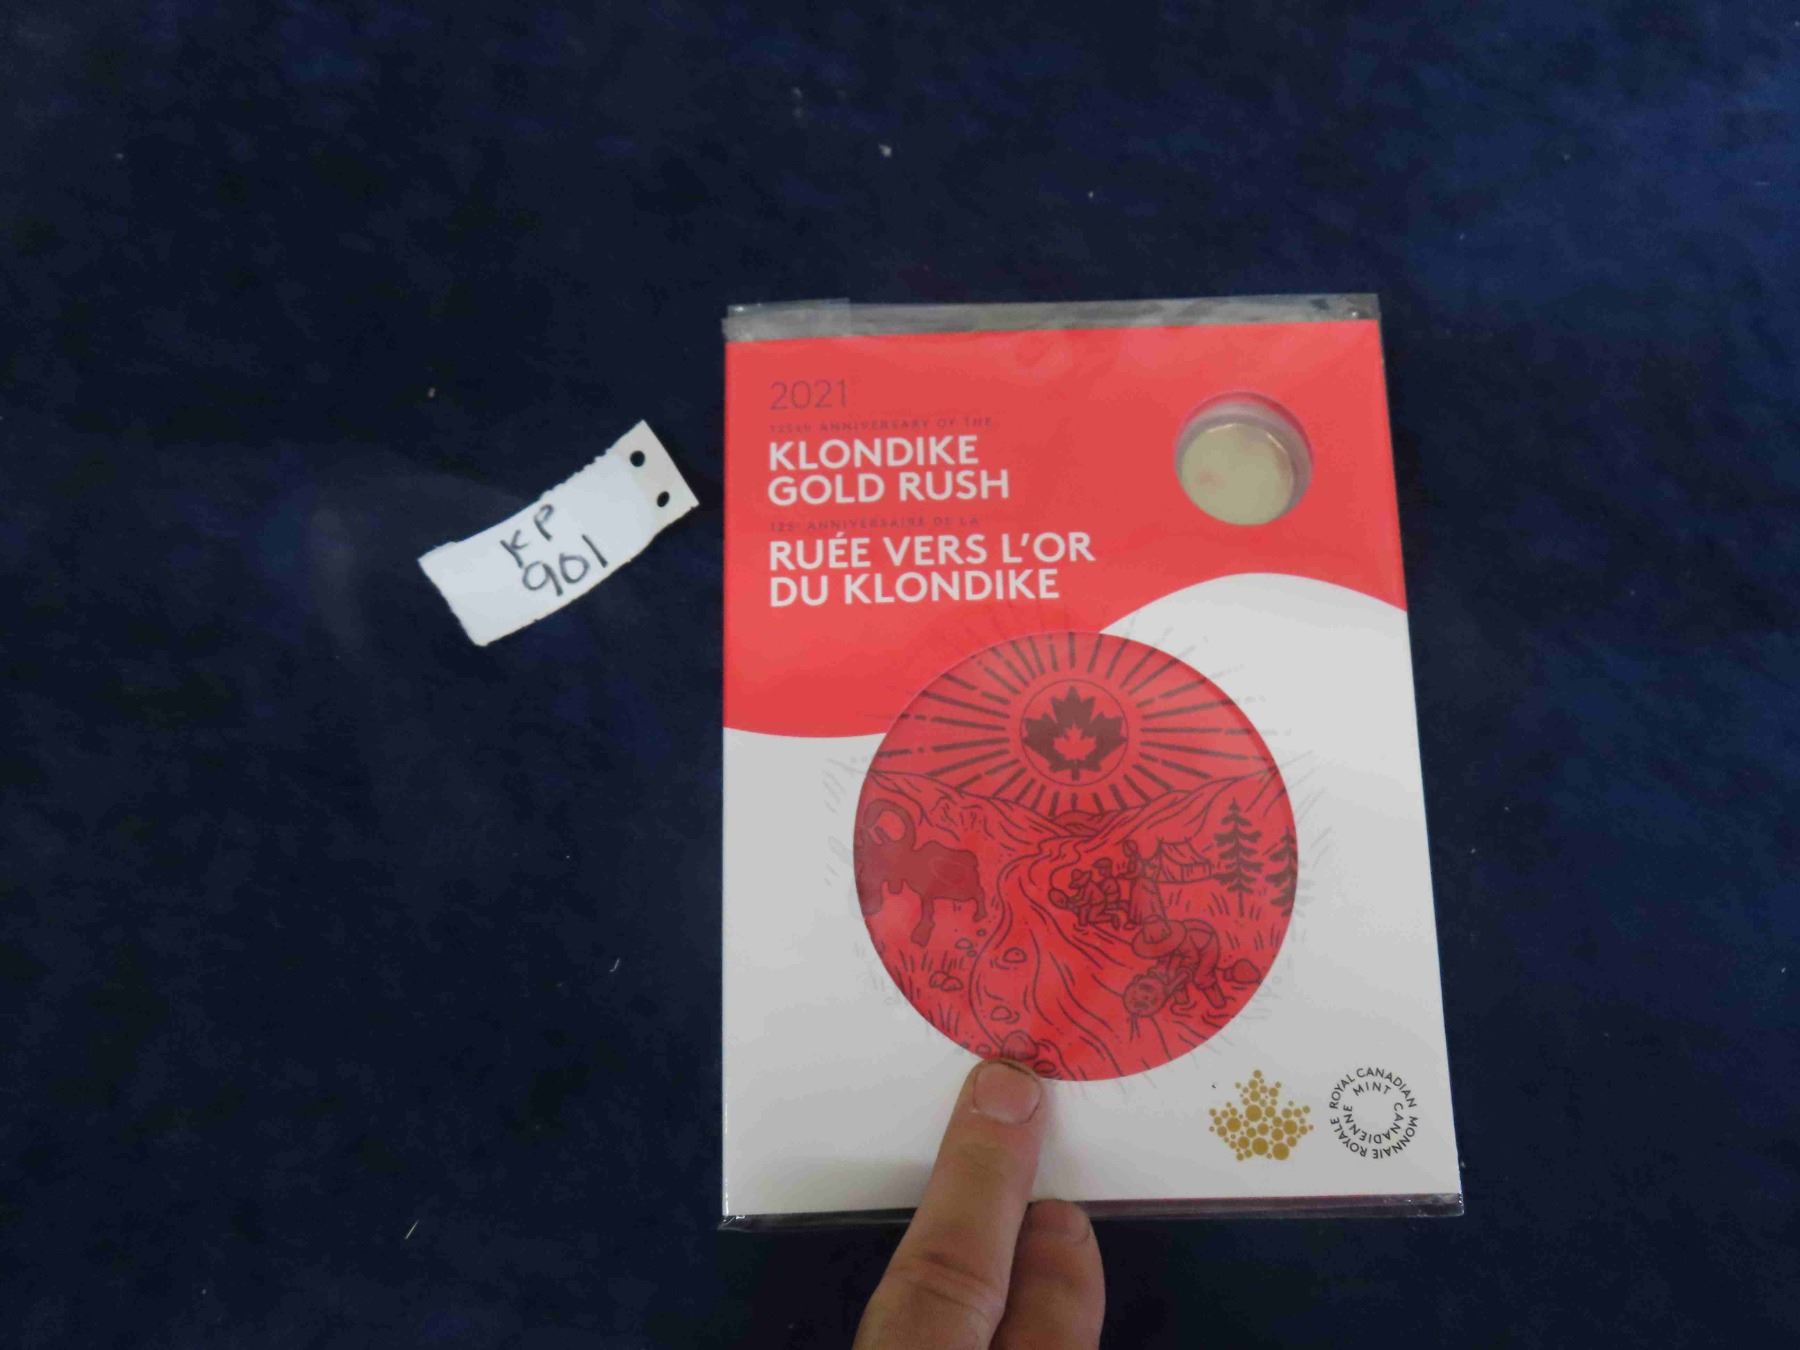 KP
901
2021
125th ANNIVERSARY OF THE
KLONDIKE
GOLD RUSH
125e ANNIVERSAIRE DE LA
RUÉE VERS L'OR
DU KLONDIKE
ROYAL CANADIAN MINT
MONNAIE ROYALE CANADIENNE